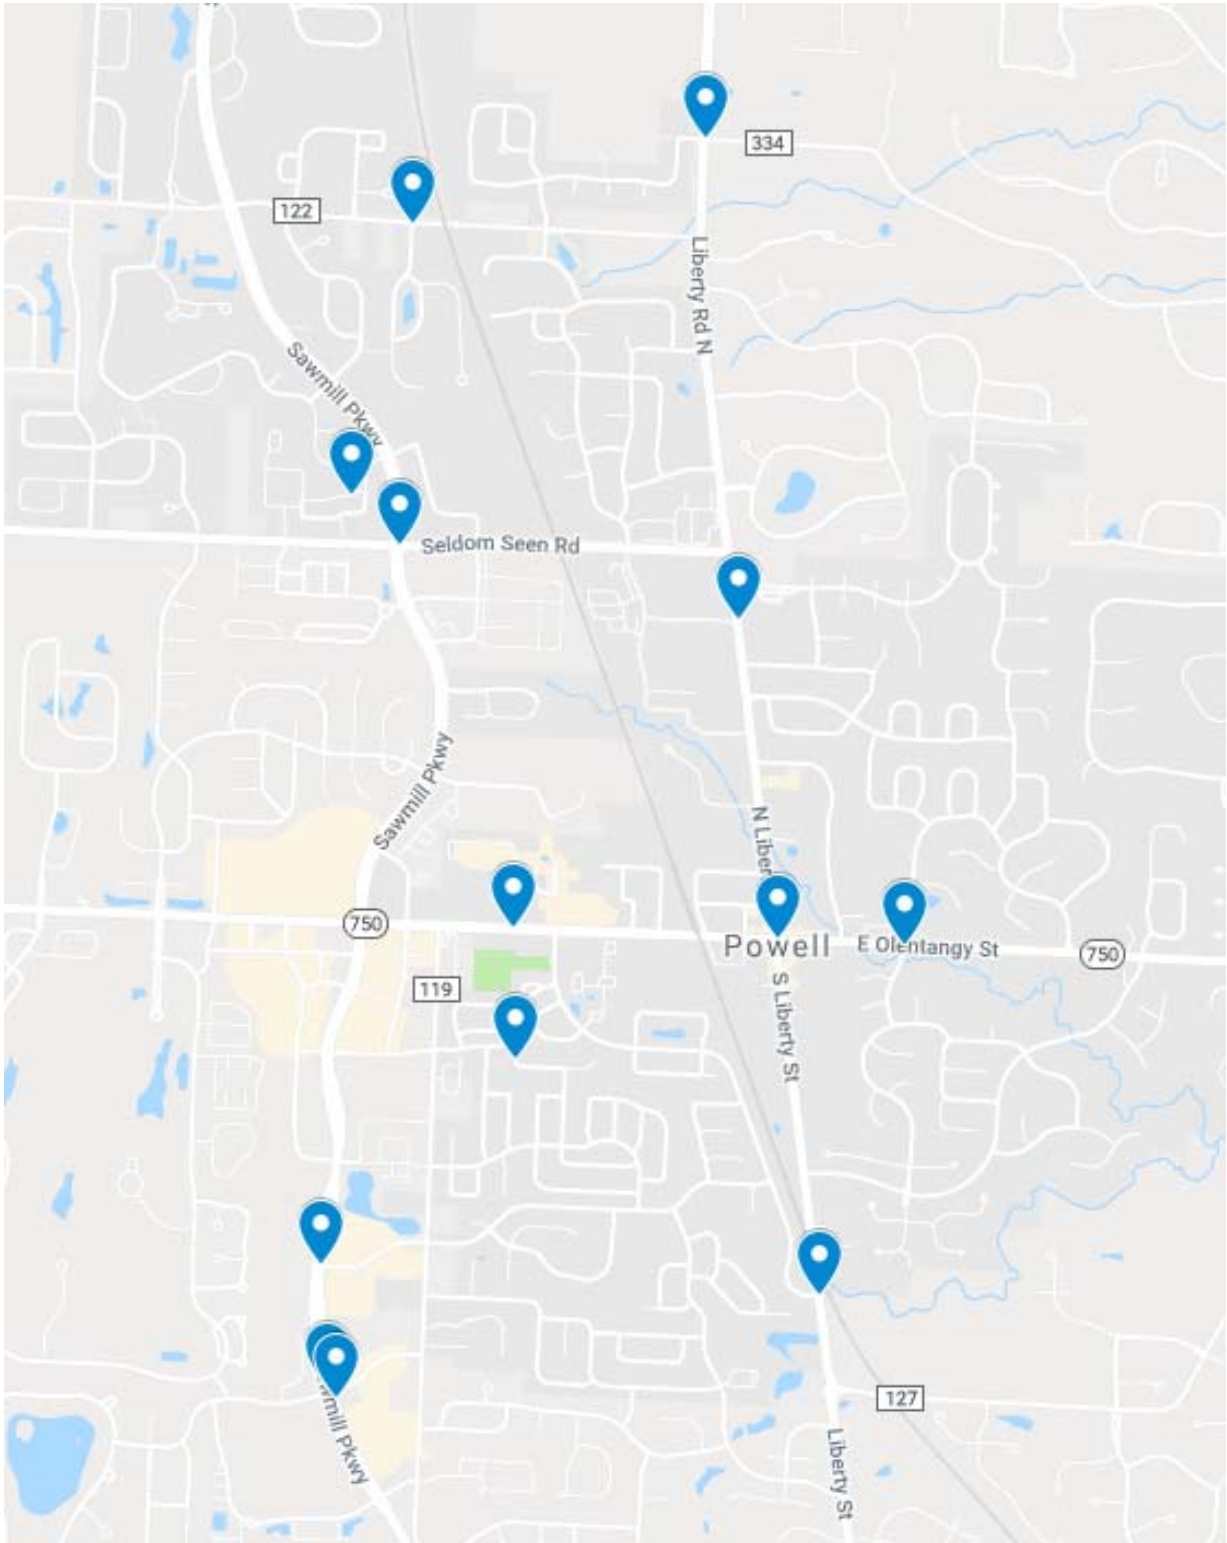 334
122
Liberty Rd N
Sawmill Pkwy
Seldom Seen Rd
Sawmill Pkwy
N Liber
750
Powell
E Olentangy St
750
119
S Liberty St
127
wmill Pkwy
Liberty St